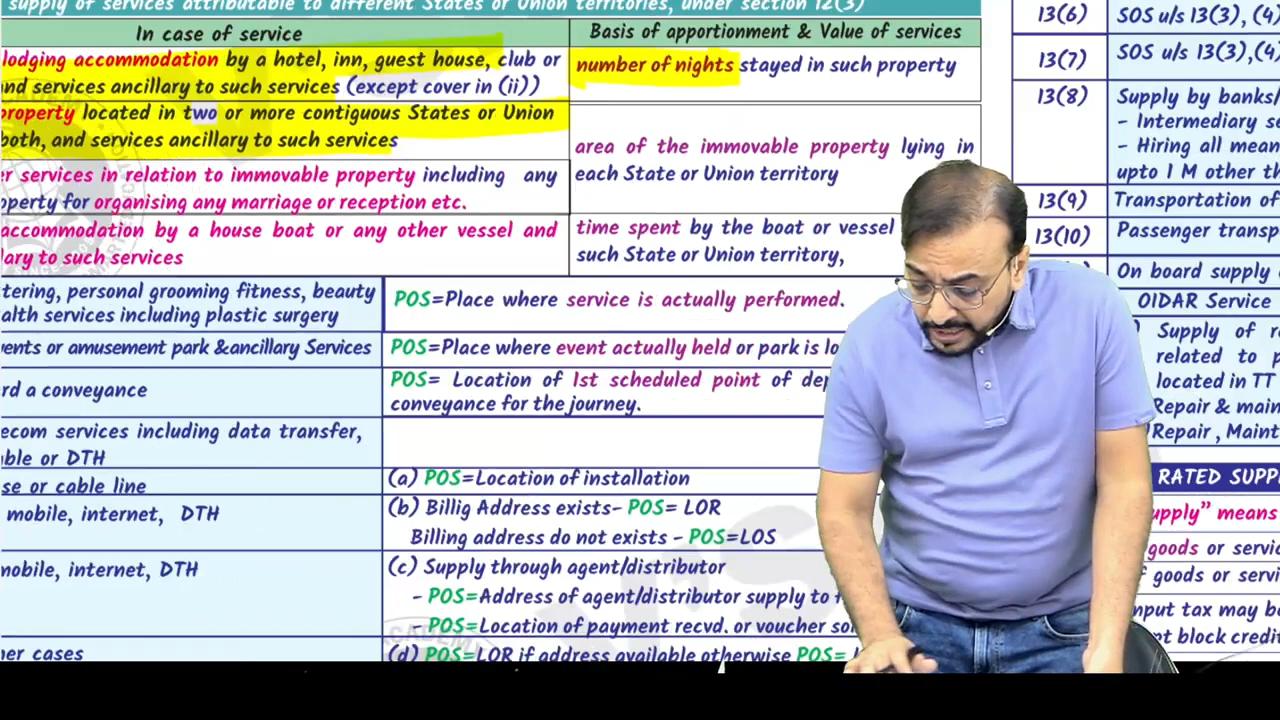 supply of services attributable to different States or Union territories, under section 12(3)
In case of service
Basis of apportionment & Value of services
lodging accommodation by a hotel, inn, guest house, club or
nd services ancillary to such services (except cover in (ii))
number of nights stayed in such property
property located in two or more contiguous States or Union
both, and services ancillary to such services
area of the immovable property lying in
each State or Union territory
er services in relation to immovable property including any
operty for organising any marriage or reception etc.
accommodation by a house boat or any other vessel and
lary to such services
time spent by the boat or vessel
such State or Union territory,
tering, personal grooming fitness, beauty
alth services including plastic surgery
POS=Place where service is actually performed.
ents or amusement park &ancillary Services
POS=Place where event actually held or park is lo
rd a conveyance
POS= Location of 1st scheduled point of dep
conveyance for the journey.
ecom services including data transfer,
ble or DTH
se or cable line
(a) POS=Location of installation
mobile, internet, DTH
(b) Billig Address exists- POS= LOR
Billing address do not exists - POS=LOS
mobile, internet, DTH
(c) Supply through agent/distributor
- POS=Address of agent/distributor supply to
- POS=Location of payment recvd. or voucher so
her cases
(d) POS=LOR if address available otherwise POS=
13(6)
SOS u/s 13(3), (4)
13(7)
SOS u/s 13(3),(4)
13(8)
Supply by banks/
- Intermediary se
- Hiring all mean
upto 1 M other th
13(9)
Transportation of
13(10)
Passenger transp
On board supply
OIDAR Service
Supply of r
related to p
located in TT
Repair & main
Repair , Maint
RATED SUPP
upply" means
goods or servic
f goods or serv
nput tax may b
pt block credit